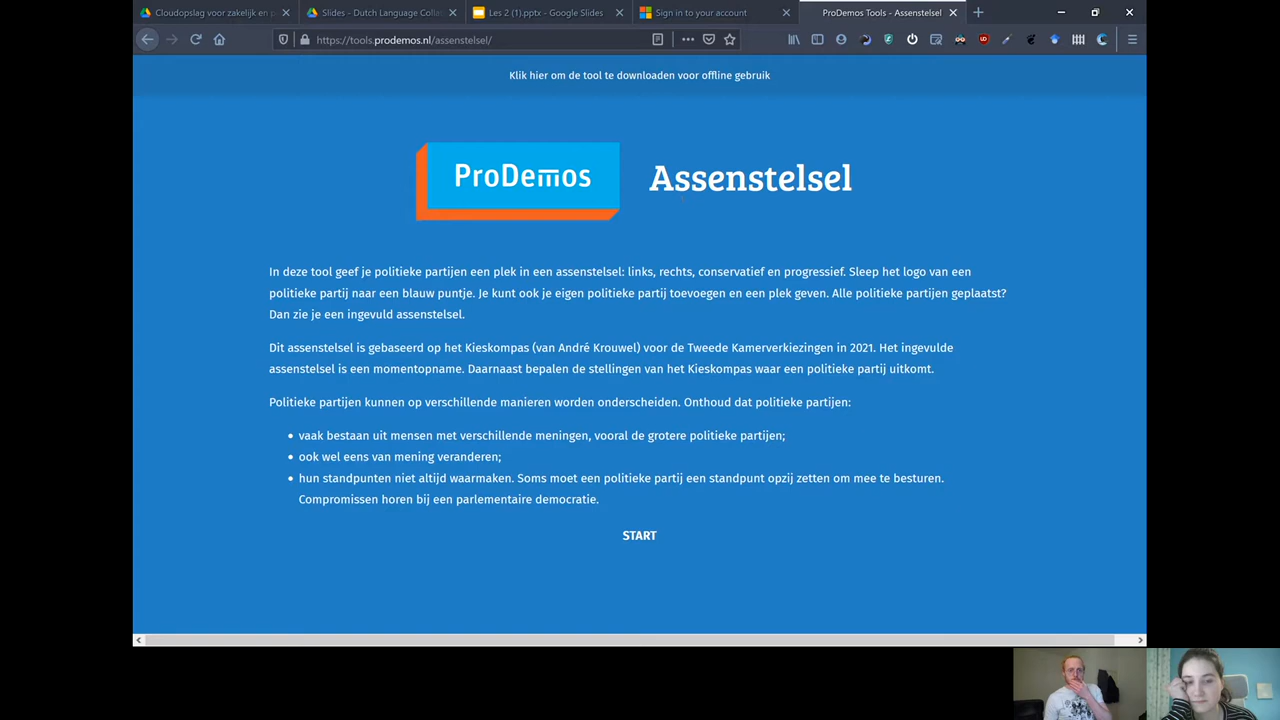 Cloudopslag voor zakelijk en p
Slides - Dutch Language Colla
Les 2 (1).pptx - Google Slides
Sign in to your account
ProDemos Tools - Assenstelsel
https://tools.prodemos.nl/assenstelsel/
Klik hier om de tool te downloaden voor offline gebruik
ProDemos
Assenstelsel
In deze tool geef je politieke partijen een plek in een assenstelsel: links, rechts, conservatief en progressief. Sleep het logo van een
politieke partij naar een blauw puntje. Je kunt ook je eigen politieke partij toevoegen en een plek geven. Alle politieke partijen geplaatst?
Dan zie je een ingevuld assenstelsel.
Dit assenstelsel is gebaseerd op het Kieskompas (van André Krouwel) voor de Tweede Kamerverkiezingen in 2021. Het ingevulde
assenstelsel is een momentopname. Daarnaast bepalen de stellingen van het Kieskompas waar een politieke partij uitkomt.
Politieke partijen kunnen op verschillende manieren worden onderscheiden. Onthoud dat politieke partijen:
• vaak bestaan uit mensen met verschillende meningen, vooral de grotere politieke partijen;
• ook wel eens van mening veranderen;
• hun standpunten niet altijd waarmaken. Soms moet een politieke partij een standpunt opzij zetten om mee te besturen.
Compromissen horen bij een parlementaire democratie.
START